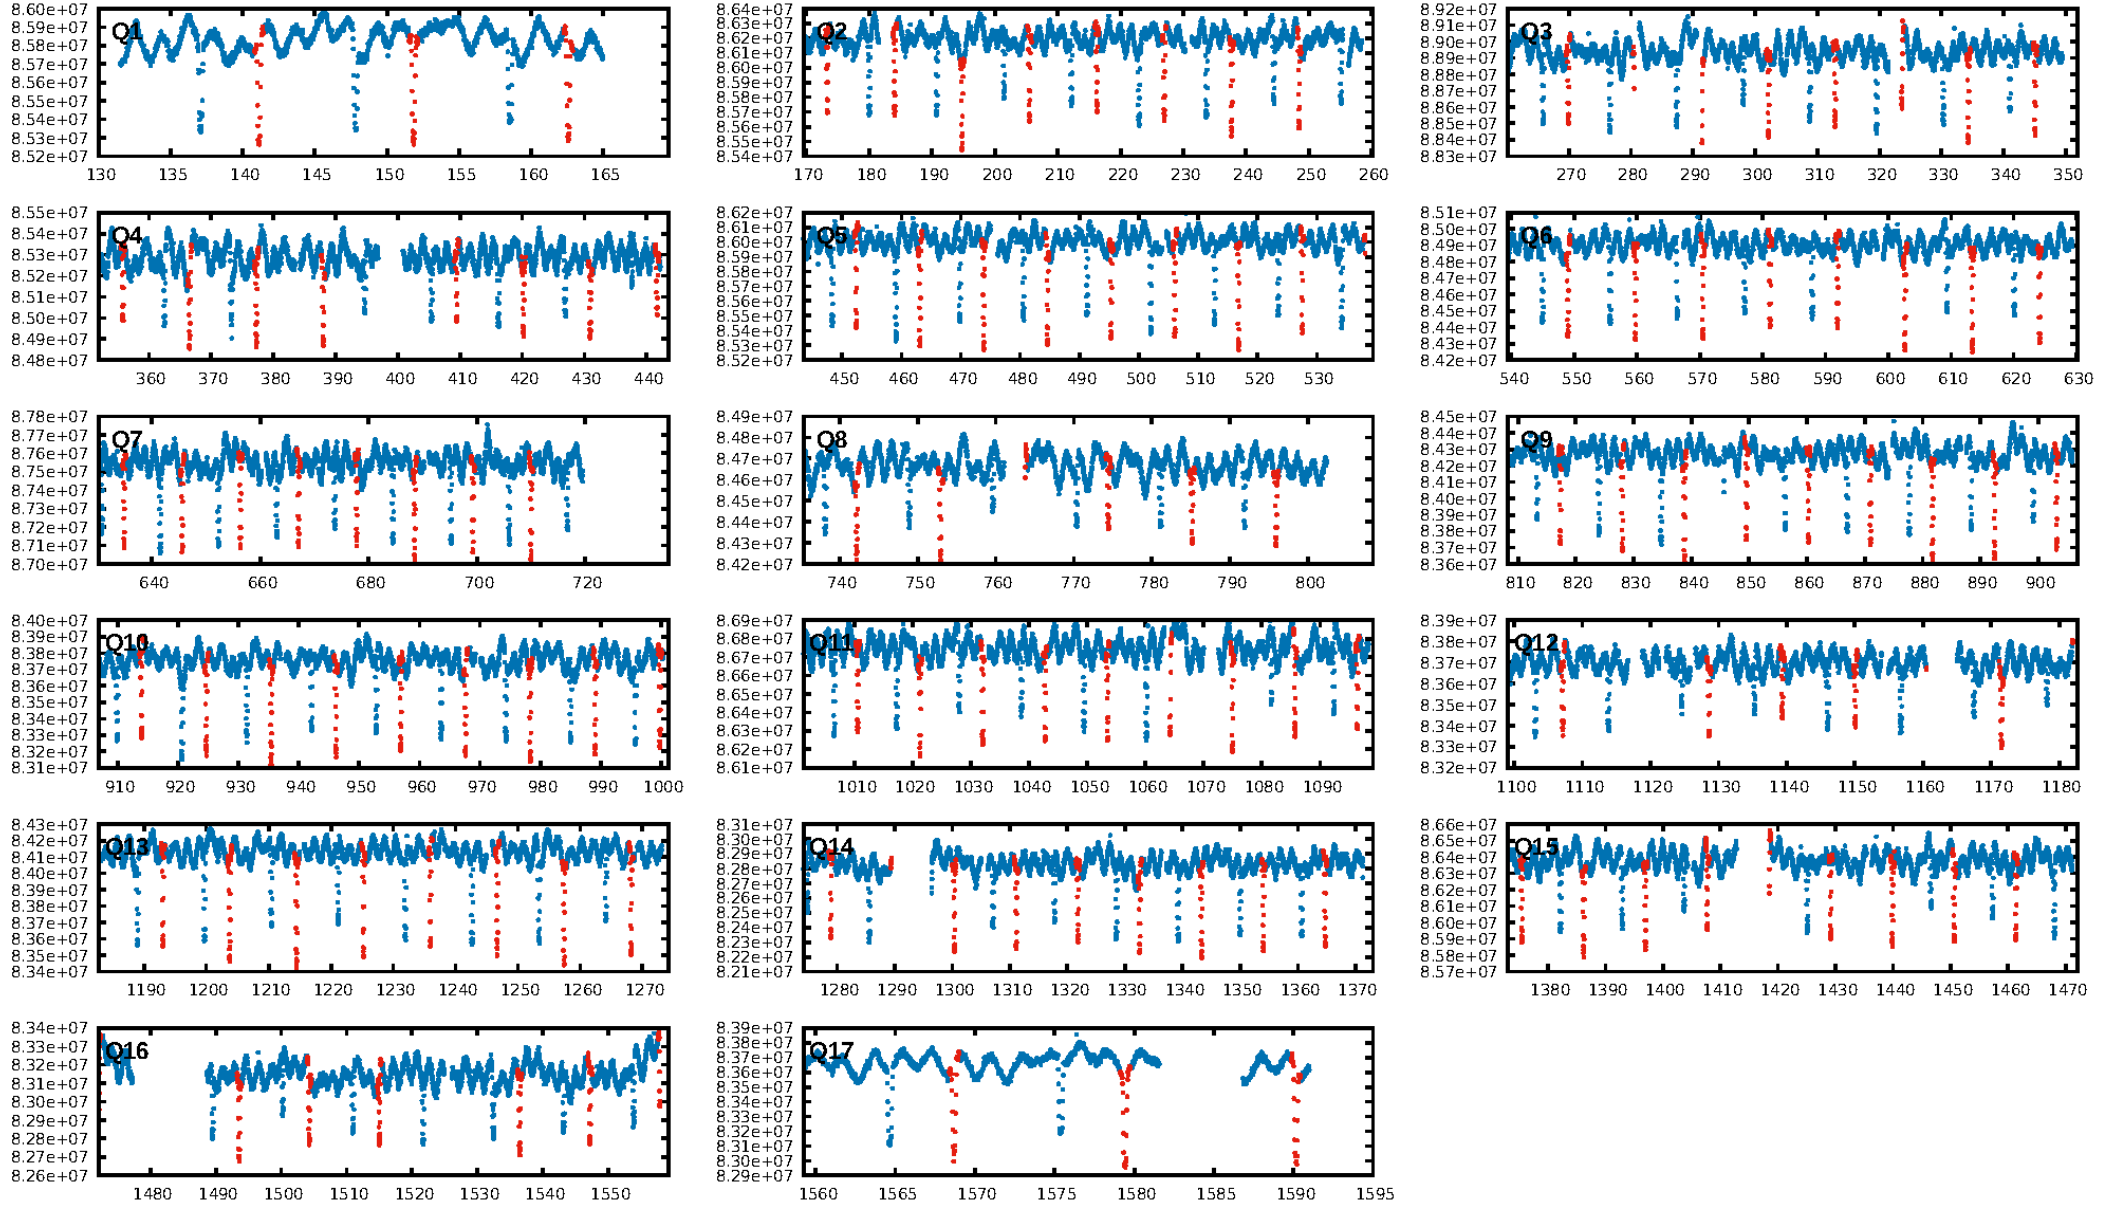 Q1
8.60e+07
8.59e+07
8.58e+07
8.57e+07
8.56e+07
8.55e+07
8.54e+07
8.53e+07
8.52e+07
130 135 140 145 150 155 160 165
Q2
8.64e+07
8.63e+07
8.62e+07
8.61e+07
8.60e+07
8.59e+07
8.58e+07
8.57e+07
8.56e+07
8.55e+07
8.54e+07
170 180 190 200 210 220 230 240 250 260
Q3
8.92e+07
8.91e+07
8.90e+07
8.89e+07
8.88e+07
8.87e+07
8.86e+07
8.85e+07
8.84e+07
8.83e+07
270 280 290 300 310 320 330 340 350
Q4
8.55e+07
8.54e+07
8.53e+07
8.52e+07
8.51e+07
8.50e+07
8.49e+07
8.48e+07
360 370 380 390 400 410 420 430 440
Q5
8.62e+07
8.61e+07
8.60e+07
8.59e+07
8.58e+07
8.57e+07
8.56e+07
8.55e+07
8.54e+07
8.53e+07
8.52e+07
450 460 470 480 490 500 510 520 530
Q6
8.51e+07
8.50e+07
8.49e+07
8.48e+07
8.47e+07
8.46e+07
8.45e+07
8.44e+07
8.43e+07
8.42e+07
540 550 560 570 580 590 600 610 620 630
Q7
8.78e+07
8.77e+07
8.76e+07
8.75e+07
8.74e+07
8.73e+07
8.72e+07
8.71e+07
8.70e+07
640 660 680 700 720
Q8
8.49e+07
8.48e+07
8.47e+07
8.46e+07
8.45e+07
8.44e+07
8.43e+07
8.42e+07
740 750 760 770 780 790 800
Q9
8.45e+07
8.44e+07
8.43e+07
8.42e+07
8.41e+07
8.40e+07
8.39e+07
8.38e+07
8.37e+07
8.36e+07
810 820 830 840 850 860 870 880 890 900
Q10
8.40e+07
8.39e+07
8.38e+07
8.37e+07
8.36e+07
8.35e+07
8.34e+07
8.33e+07
8.32e+07
8.31e+07
910 920 930 940 950 960 970 980 990 1000
Q11
8.69e+07
8.68e+07
8.67e+07
8.66e+07
8.65e+07
8.64e+07
8.63e+07
8.62e+07
8.61e+07
1010 1020 1030 1040 1050 1060 1070 1080 1090
Q12
8.39e+07
8.38e+07
8.37e+07
8.36e+07
8.35e+07
8.34e+07
8.33e+07
8.32e+07
1100 1110 1120 1130 1140 1150 1160 1170 1180
Q13
8.43e+07
8.42e+07
8.41e+07
8.40e+07
8.39e+07
8.38e+07
8.37e+07
8.36e+07
8.35e+07
8.34e+07
1190 1200 1210 1220 1230 1240 1250 1260 1270
Q14
8.31e+07
8.30e+07
8.29e+07
8.28e+07
8.27e+07
8.26e+07
8.25e+07
8.24e+07
8.23e+07
8.22e+07
8.21e+07
1280 1290 1300 1310 1320 1330 1340 1350 1360 1370
Q15
8.66e+07
8.65e+07
8.64e+07
8.63e+07
8.62e+07
8.61e+07
8.60e+07
8.59e+07
8.58e+07
8.57e+07
1380 1390 1400 1410 1420 1430 1440 1450 1460 1470
Q16
8.34e+07
8.33e+07
8.32e+07
8.31e+07
8.30e+07
8.29e+07
8.28e+07
8.27e+07
8.26e+07
1480 1490 1500 1510 1520 1530 1540 1550
Q17
8.39e+07
8.38e+07
8.37e+07
8.36e+07
8.35e+07
8.34e+07
8.33e+07
8.32e+07
8.31e+07
8.30e+07
8.29e+07
1560 1565 1570 1575 1580 1585 1590 1595